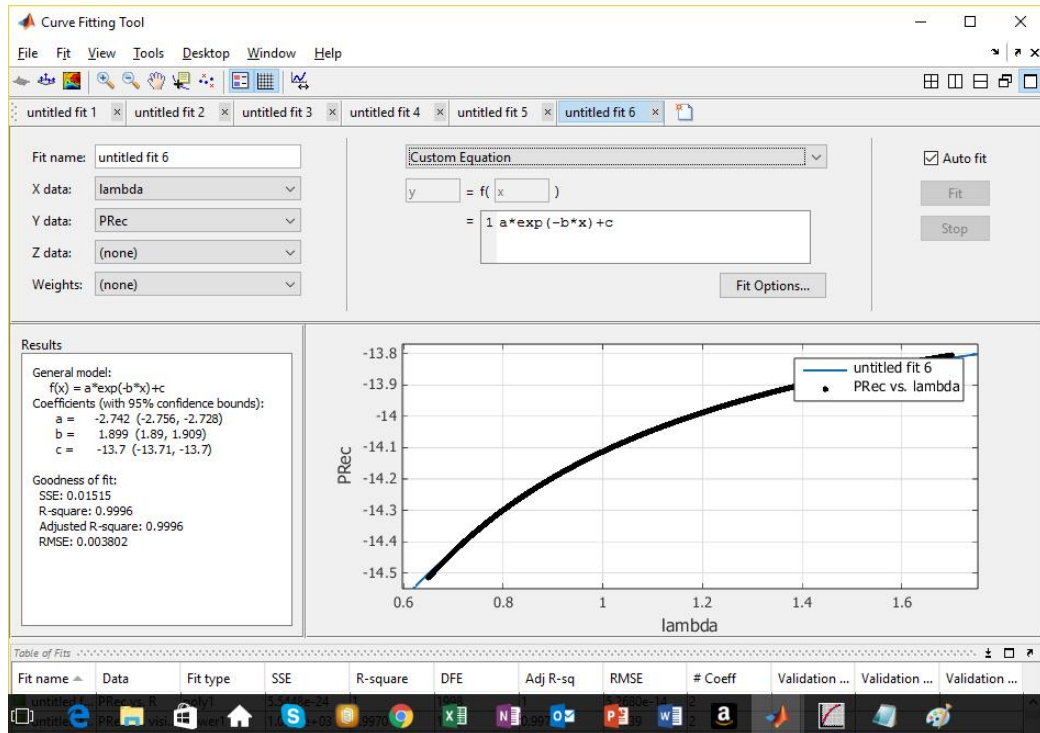 Curve Fitting Tool
File Fit View Tools Desktop Window Help
untitled fit 1 × untitled fit 2 × untitled fit 3 × untitled fit 4 × untitled fit 5 × untitled fit 6 ×
Fit name: untitled fit 6
X data: lambda
Y data: PRec
Z data: (none)
Weights: (none)
Custom Equation
y = f( x )
= 1 a*exp(-b*x)+c
Fit Options...
Auto fit
Fit
Stop
Results
General model:
f(x) = a*exp(-b*x)+c
Coefficients (with 95% confidence bounds):
a = -2.742 (-2.756, -2.728)
b = 1.899 (1.89, 1.909)
c = -13.7 (-13.71, -13.7)
Goodness of fit:
SSE: 0.01515
R-square: 0.9996
Adjusted R-square: 0.9996
RMSE: 0.003802
-13.8
-13.9
-14
-14.1
-14.2
-14.3
-14.4
-14.5
PRec
untitled fit 6
PRec vs. lambda
0.6 0.8 1 1.2 1.4 1.6
lambda
Table of Fits
Fit name Data Fit type SSE R-square DFE Adj R-sq RMSE # Coeff Validation ... Validation ... Validation ...